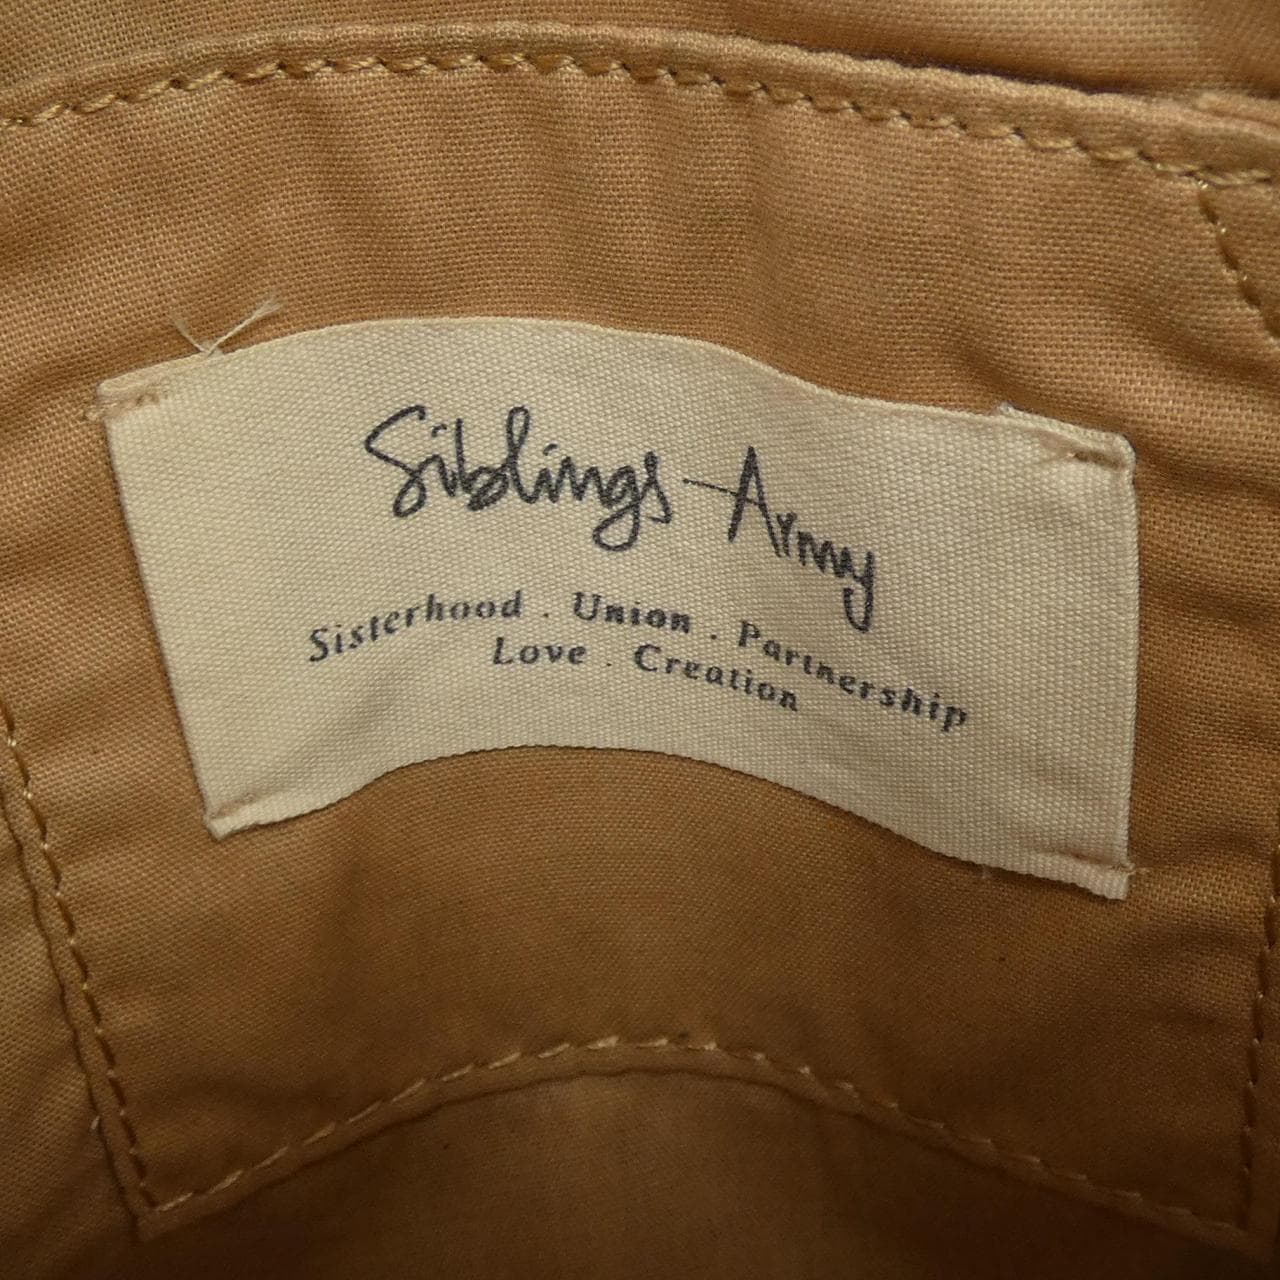 Siblings Army
Sisterhood . Union . Partnership
Love . Creation